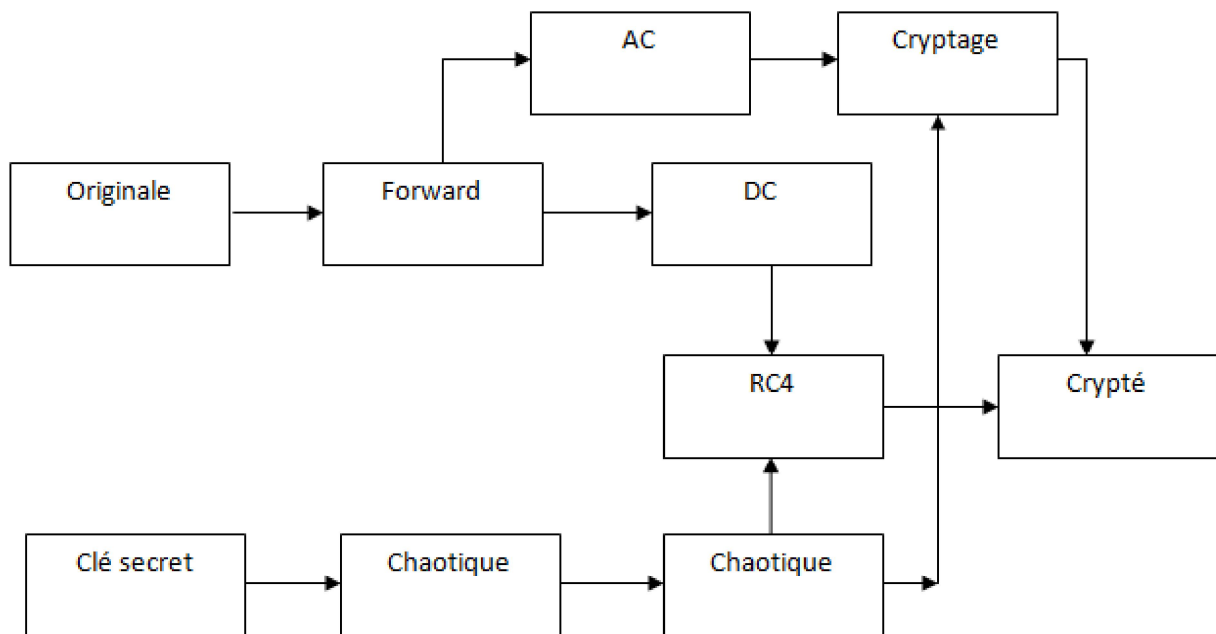 AC
Cryptage
Originale
Forward
DC
RC4
Crypté
Clé secret
Chaotique
Chaotique